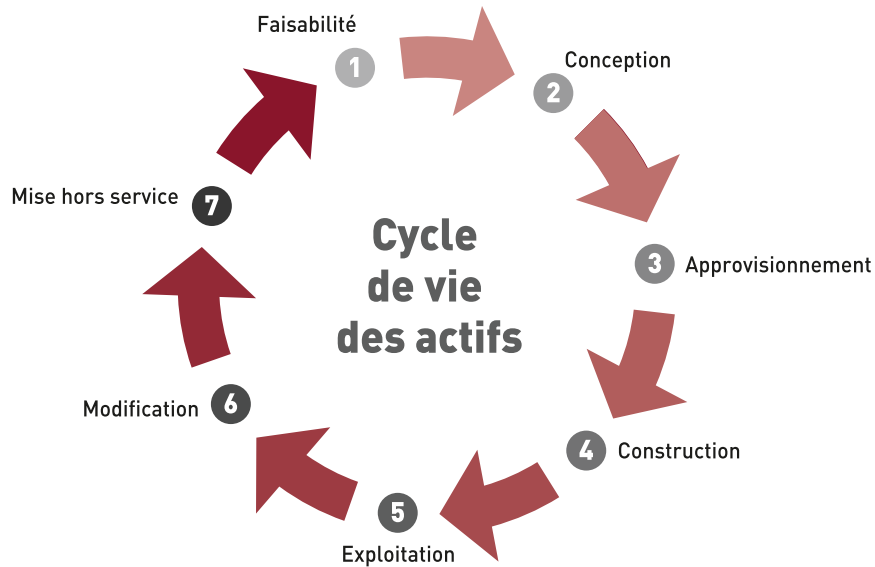 Faisabilité
1
Conception
2
Approvisionnement
3
Construction
4
Exploitation
5
Modification
6
Mise hors service
7
Cycle
de vie
des actifs